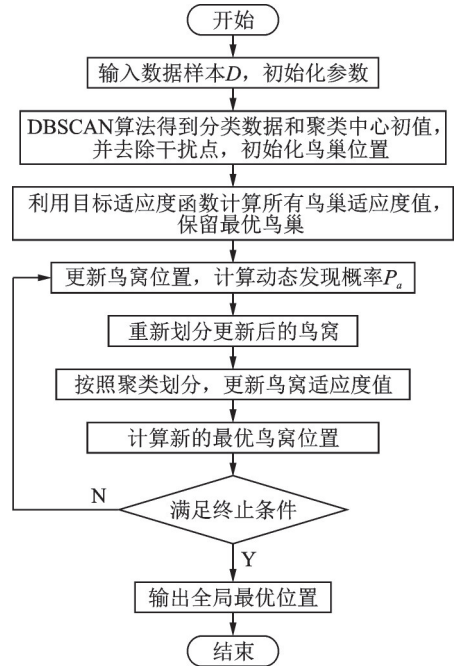 开始
输入数据样本D，初始化参数
DBSCAN算法得到分类数据和聚类中心初值，
并去除干扰点，初始化鸟巢位置
利用目标适应度函数计算所有鸟巢适应度值，
保留最优鸟巢
更新鸟窝位置，计算动态发现概率Pₐ
重新划分更新后的鸟窝
按照聚类划分，更新鸟窝适应度值
计算新的最优鸟窝位置
N
满足终止条件
Y
输出全局最优位置
结束